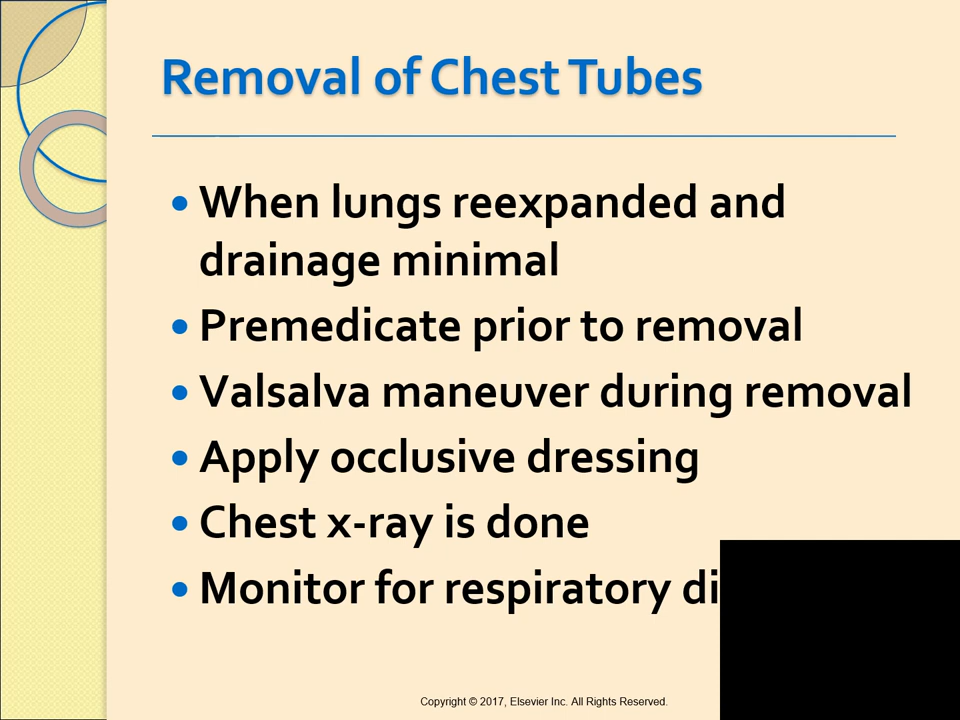 Removal of Chest Tubes
• When lungs reexpanded and
drainage minimal
• Premedicate prior to removal
• Valsalva maneuver during removal
• Apply occlusive dressing
• Chest x-ray is done
• Monitor for respiratory
Copyright © 2017, Elsevier Inc. All Rights Reserved.